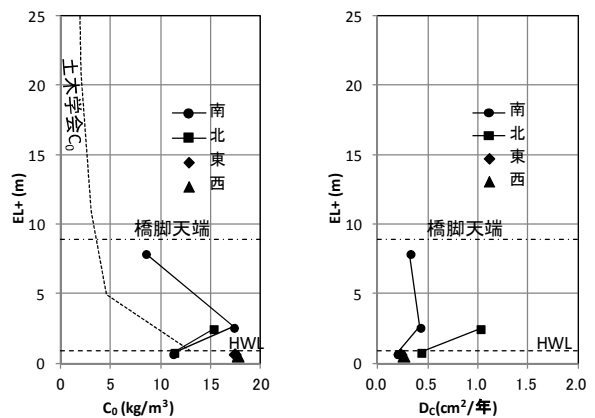 25
20
15
10
5
0
EL+ (m)
土木学会C₀
南
北
東
西
橋脚天端
HWL
0 5 10 15 20
C₀ (kg/m³)
25
20
15
10
5
0
EL+ (m)
南
北
東
西
橋脚天端
HWL
0.0 0.5 1.0 1.5 2.0
D꜀(cm²/年)